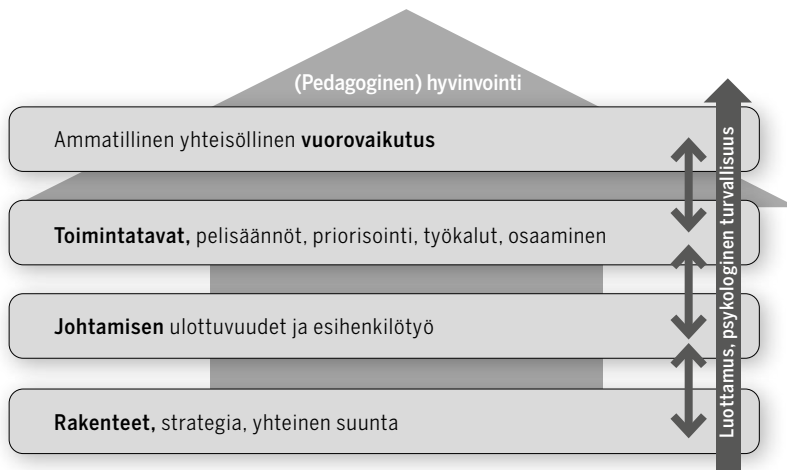 (Pedagoginen) hyvinvointi
Ammatillinen yhteisöllinen vuorovaikutus
Toimintatavat, pelisäännöt, priorisointi, työkalut, osaaminen
Johtamisen ulottuvuudet ja esihenkilötyö
Rakenteet, strategia, yhteinen suunta
Luottamus, psykologinen turvallisuus